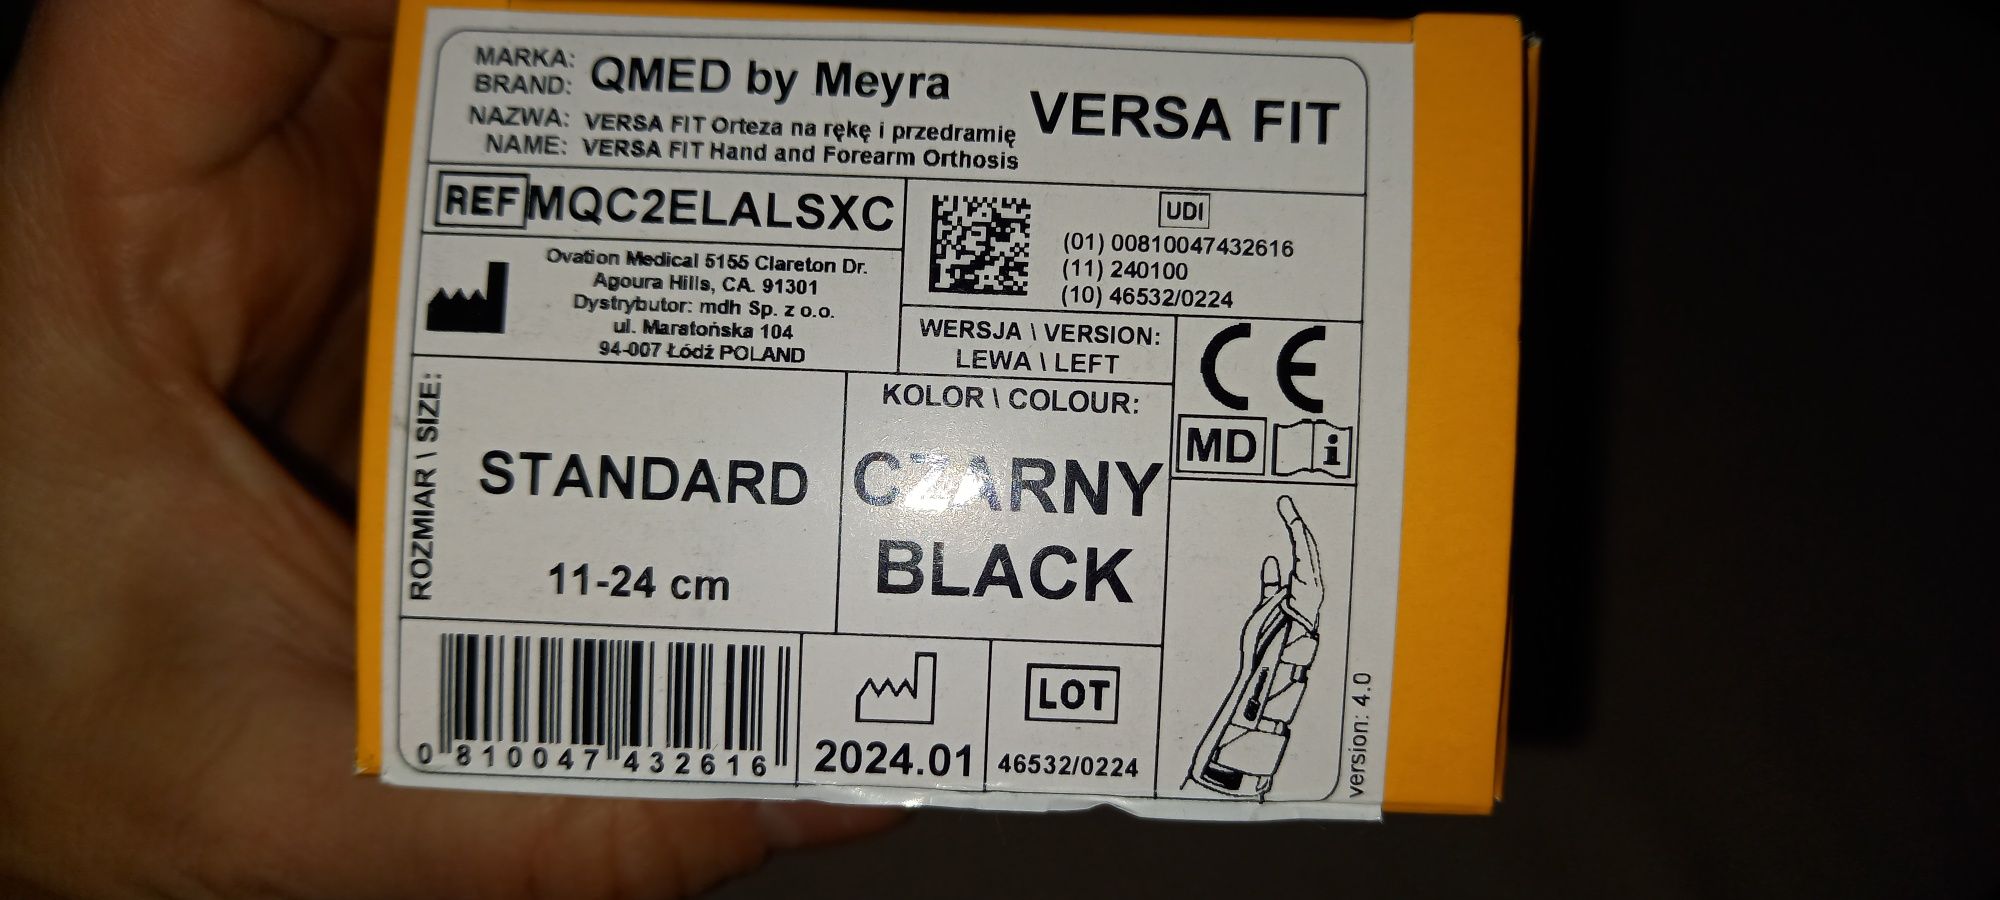 MARKA:
BRAND: QMED by Meyra
NAZWA: VERSA FIT Orteza na rękę i przedramię
NAME: VERSA FIT Hand and Forearm Orthosis
VERSA FIT
REF MQC2ELALSXC
Ovation Medical 5155 Clareton Dr.
Agoura Hills, CA. 91301
Dystrybutor: mdh Sp. z o.o.
ul. Maratońska 104
94-007 Łódź POLAND
UDI
(01) 00810047432616
(11) 240100
(10) 46532/0224
WERSJA \ VERSION:
LEWA \ LEFT
CE
MD
i
ROZMIAR \ SIZE:
STANDARD
11-24 cm
KOLOR \ COLOUR:
CZARNY
BLACK
0 810047 432616
2024.01
LOT
46532/0224
version: 4.0